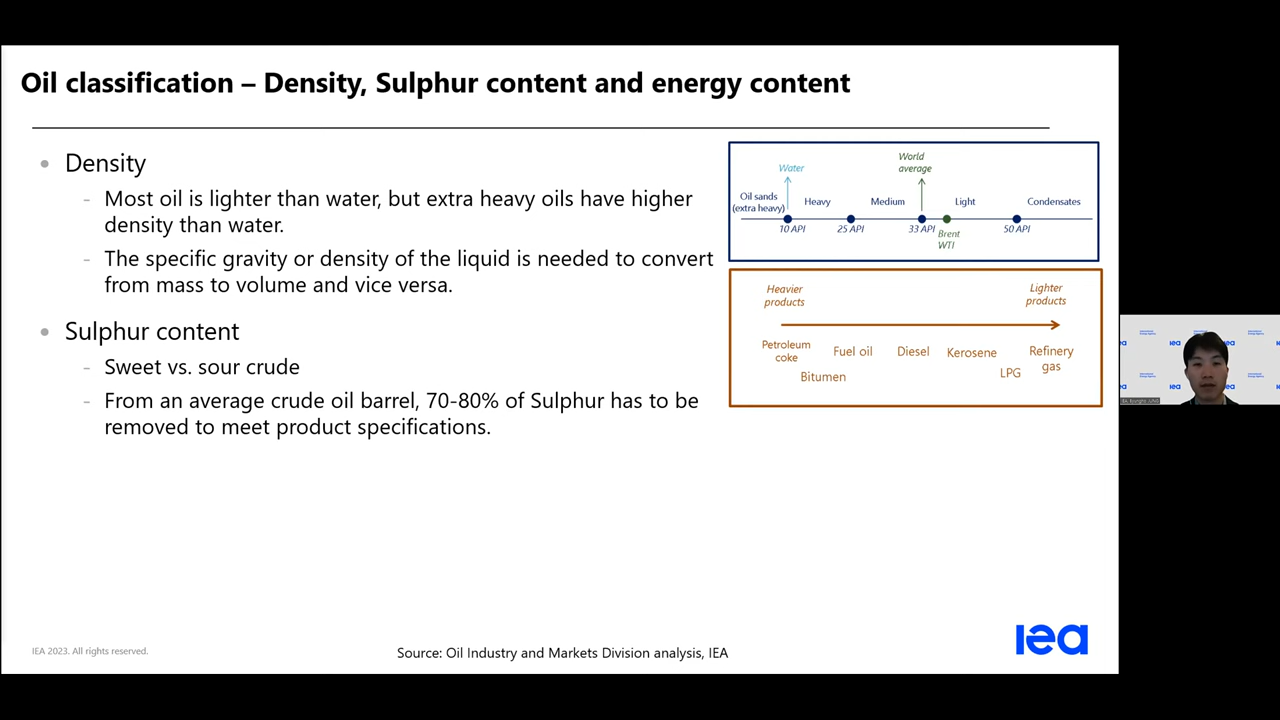 Oil classification – Density, Sulphur content and energy content
Density
- Most oil is lighter than water, but extra heavy oils have higher
density than water.
- The specific gravity or density of the liquid is needed to convert
from mass to volume and vice versa.
Sulphur content
- Sweet vs. sour crude
- From an average crude oil barrel, 70-80% of Sulphur has to be
removed to meet product specifications.
Water
World
average
Oil sands
(extra heavy)
Heavy
Medium
Light
Condensates
10 API
25 API
33 API
Brent
WTI
50 API
Heavier
products
Lighter
products
Petroleum
coke
Bitumen
Fuel oil
Diesel
Kerosene
LPG
Refinery
gas
IEA 2023. All rights reserved.
Source: Oil Industry and Markets Division analysis, IEA
iea
iea